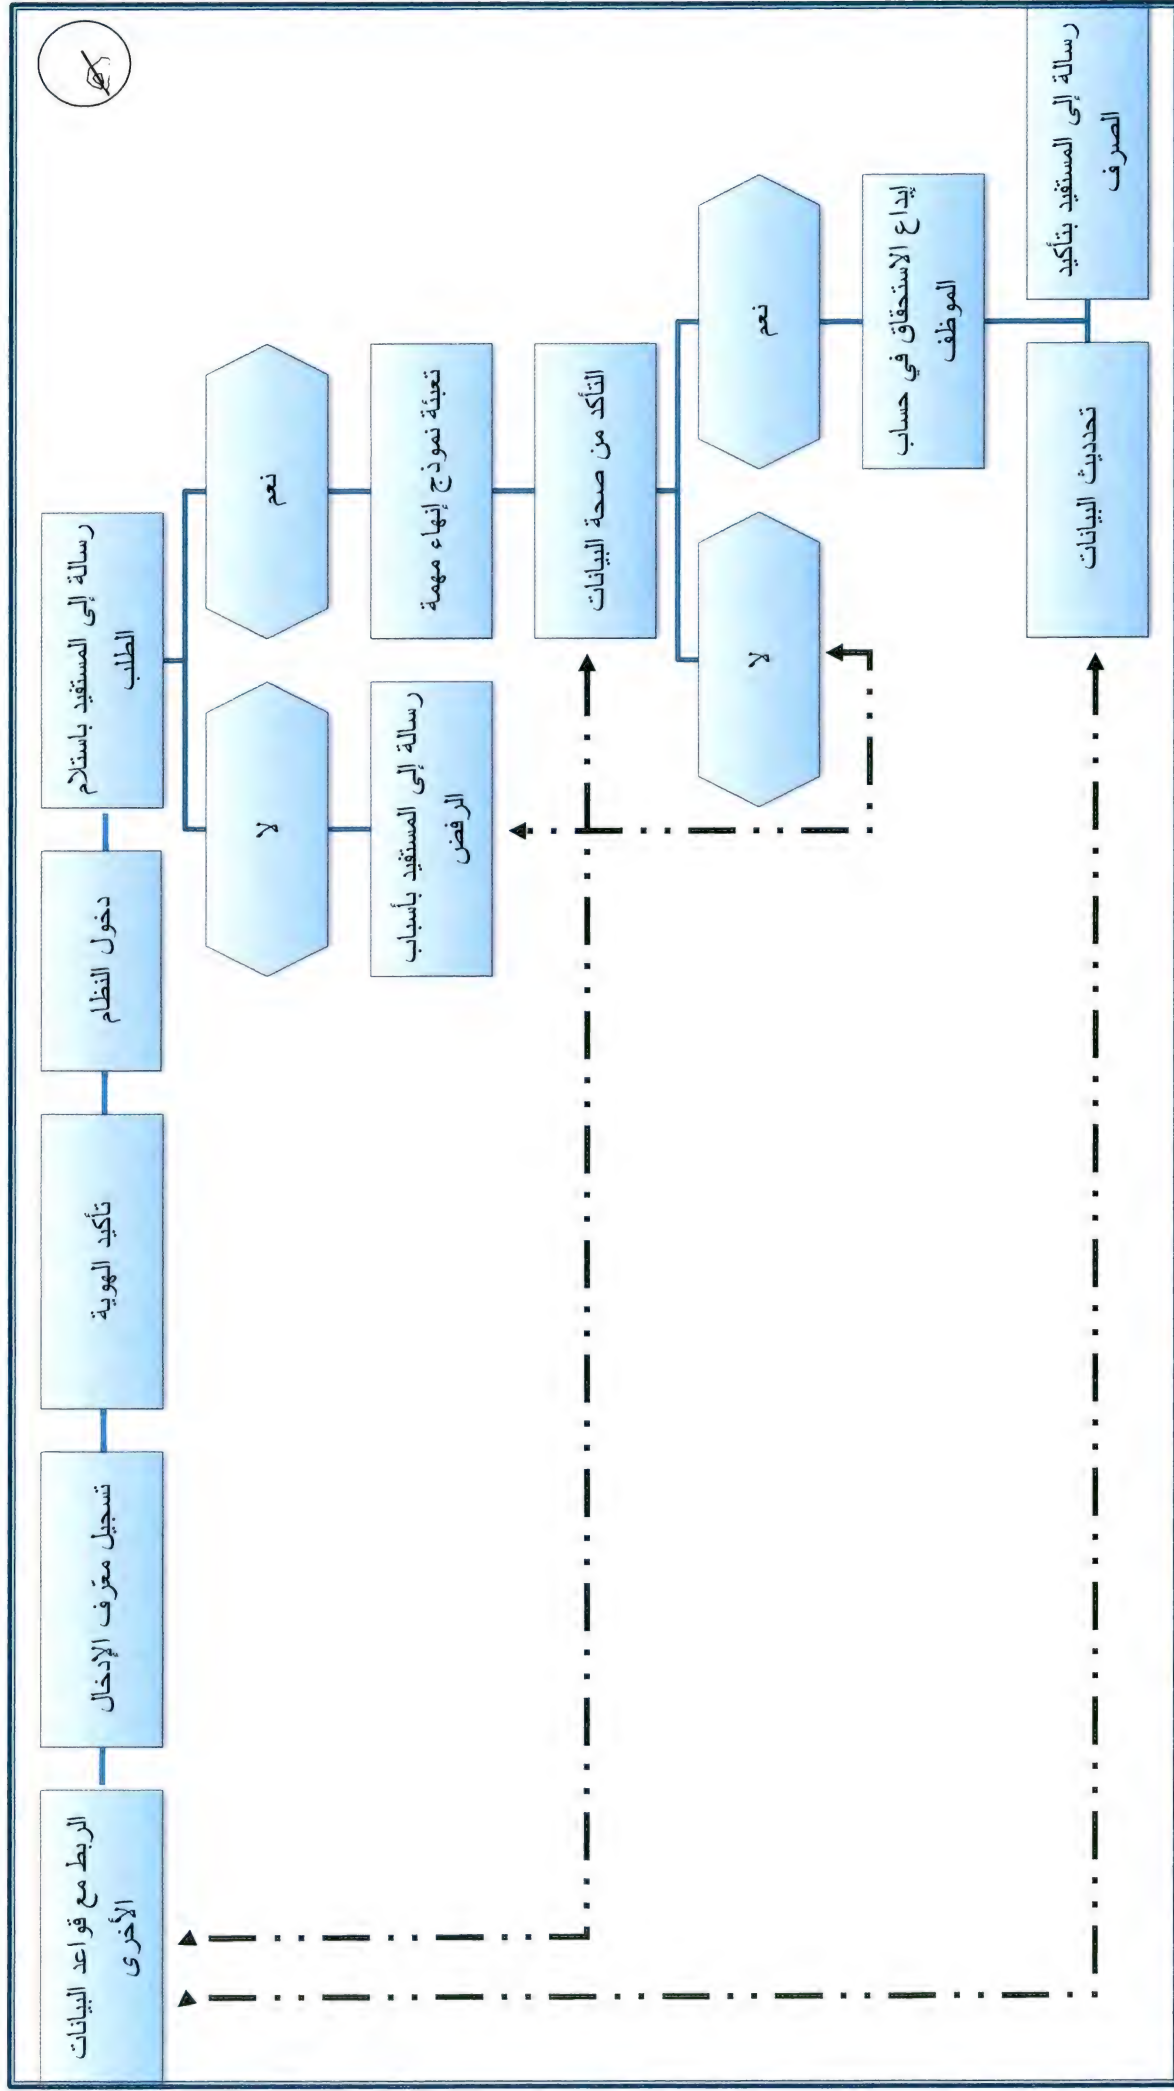 الربط مع قواعد البيانات
الأخرى
تسجيل معرّف الإدخال
تأكيد الهوية
دخول النظام
رسالة إلى المستفيد باستلام
الطلب
لا
نعم
رسالة إلى المستفيد بأسباب
الرفض
تعبئة نموذج إنهاء مهمة
التأكد من صحة البيانات
لا
نعم
إيداع الاستحقاق في حساب
الموظف
تحديث البيانات
رسالة إلى المستفيد بتأكيد
الصرف